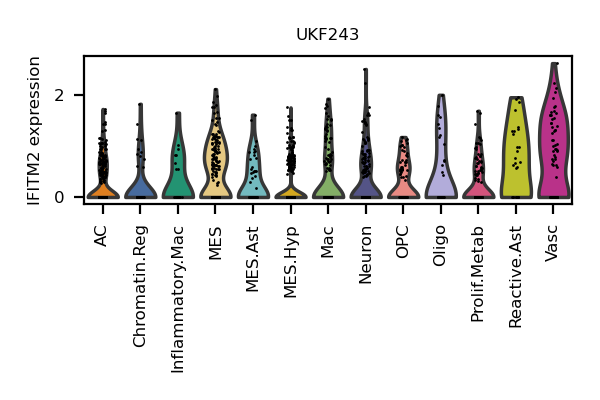 UKF243
IFITM2 expression
2
0
AC
Chromatin.Reg
Inflammatory.Mac
MES
MES.Ast
MES.Hyp
Mac
Neuron
OPC
Oligo
Prolif.Metab
Reactive.Ast
Vasc